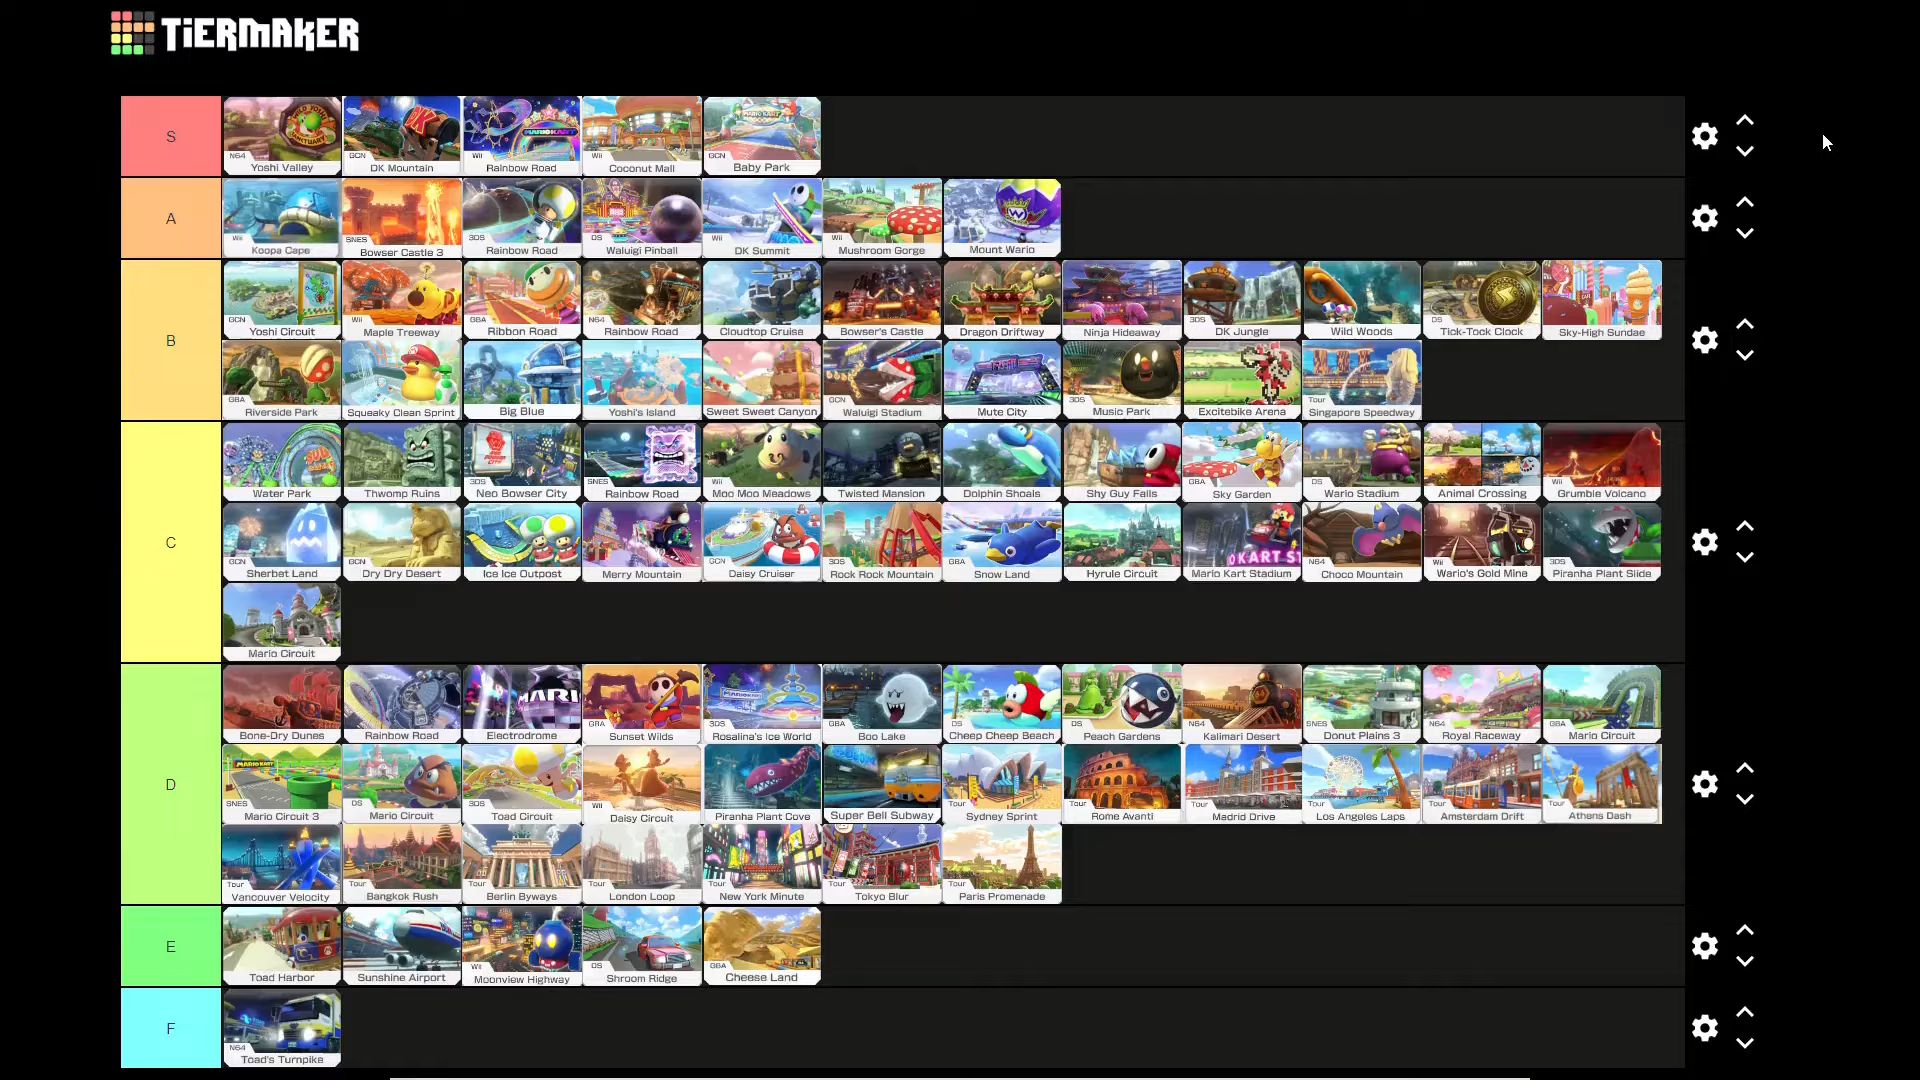 TiERMAKER
S
N64 Yoshi Valley
GCN DK Mountain
Wii Rainbow Road
Wii Coconut Mall
GCN Baby Park
A
Wii Koopa Cape
SNES Bowser Castle 3
3DS Rainbow Road
DS Waluigi Pinball
Wii DK Summit
Wii Mushroom Gorge
Mount Wario
B
GCN Yoshi Circuit
Wii Maple Treeway
GBA Ribbon Road
N64 Rainbow Road
Cloudtop Cruise
Bowser's Castle
Dragon Driftway
Ninja Hideaway
3DS DK Jungle
Wild Woods
DS Tick-Tock Clock
Sky-High Sundae
GBA Riverside Park
Squeaky Clean Sprint
Big Blue
Yoshi's Island
Sweet Sweet Canyon
GCN Waluigi Stadium
Mute City
3DS Music Park
Excitebike Arena
Tour Singapore Speedway
C
Water Park
Thwomp Ruins
3DS Neo Bowser City
SNES Rainbow Road
Wii Moo Moo Meadows
Twisted Mansion
Dolphin Shoals
Shy Guy Falls
GBA Sky Garden
DS Wario Stadium
Animal Crossing
Wii Grumble Volcano
GCN Sherbet Land
GCN Dry Dry Desert
Ice Ice Outpost
Merry Mountain
GCN Daisy Cruiser
3DS Rock Rock Mountain
GBA Snow Land
Hyrule Circuit
Mario Kart Stadium
N64 Choco Mountain
Wii Wario's Gold Mine
3DS Piranha Plant Slide
Mario Circuit
D
Bone-Dry Dunes
Rainbow Road
Electrodrome
GBA Sunset Wilds
3DS Rosalina's Ice World
GBA Boo Lake
DS Cheep Cheep Beach
DS Peach Gardens
N64 Kalimari Desert
SNES Donut Plains 3
N64 Royal Raceway
GBA Mario Circuit
SNES Mario Circuit 3
DS Mario Circuit
3DS Toad Circuit
Wii Daisy Circuit
Piranha Plant Cove
Super Bell Subway
Tour Sydney Sprint
Tour Rome Avanti
Tour Madrid Drive
Tour Los Angeles Laps
Tour Amsterdam Drift
Tour Athens Dash
Tour Vancouver Velocity
Tour Bangkok Rush
Tour Berlin Byways
Tour London Loop
Tour New York Minute
Tour Tokyo Blur
Tour Paris Promenade
E
Toad Harbor
Sunshine Airport
Wii Moonview Highway
DS Shroom Ridge
GBA Cheese Land
F
N64 Toad's Turnpike